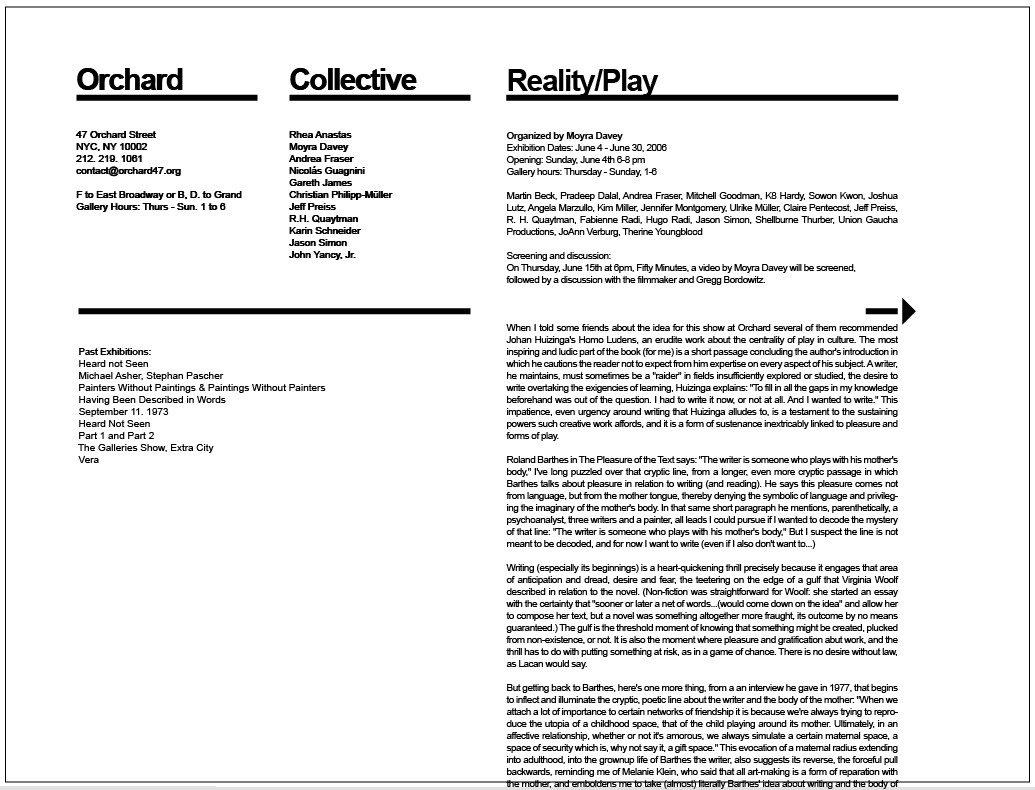 Orchard
47 Orchard Street
NYC, NY 10002
212. 219. 1061
contact@orchard47.org
F to East Broadway or B, D. to Grand
Gallery Hours: Thurs - Sun. 1 to 6
Collective
Rhea Anastas
Moyra Davey
Andrea Fraser
Nicolás Guagnini
Gareth James
Christian Philipp-Müller
Jeff Preiss
R.H. Quaytman
Karin Schneider
Jason Simon
John Yancy, Jr.
Past Exhibitions:
Heard not Seen
Michael Asher, Stephan Pascher
Painters Without Paintings & Paintings Without Painters
Having Been Described in Words
September 11. 1973
Heard Not Seen
Part 1 and Part 2
The Galleries Show, Extra City
Vera
Reality/Play
Organized by Moyra Davey
Exhibition Dates: June 4 - June 30, 2006
Opening: Sunday, June 4th 6-8 pm
Gallery hours: Thursday - Sunday, 1-6
Martin Beck, Pradeep Dalal, Andrea Fraser, Mitchell Goodman, K8 Hardy, Sowon Kwon, Joshua
Lutz, Angela Marzullo, Kim Miller, Jennifer Montgomery, Ulrike Müller, Claire Pentecost, Jeff Preiss,
R. H. Quaytman, Fabienne Radi, Hugo Radi, Jason Simon, Shellburne Thurber, Union Gaucha
Productions, JoAnn Verburg, Therine Youngblood
Screening and discussion:
On Thursday, June 15th at 6pm, Fifty Minutes, a video by Moyra Davey will be screened,
followed by a discussion with the filmmaker and Gregg Bordowitz.
When I told some friends about the idea for this show at Orchard several of them recommended
Johan Huizinga's Homo Ludens, an erudite work about the centrality of play in culture. The most
inspiring and ludic part of the book (for me) is a short passage concluding the author's introduction in
which he cautions the reader not to expect from him expertise on every aspect of his subject. A writer,
he maintains, must sometimes be a "raider" in fields insufficiently explored or studied, the desire to
write overtaking the exigencies of learning, Huizinga explains: "To fill in all the gaps in my knowledge
beforehand was out of the question. I had to write it now, or not at all. And I wanted to write." This
impatience, even urgency around writing that Huizinga alludes to, is a testament to the sustaining
powers such creative work affords, and it is a form of sustenance inextricably linked to pleasure and
forms of play.
Roland Barthes in The Pleasure of the Text says: "The writer is someone who plays with his mother's
body," I've long puzzled over that cryptic line, from a longer, even more cryptic passage in which
Barthes talks about pleasure in relation to writing (and reading). He says this pleasure comes not
from language, but from the mother tongue, thereby denying the symbolic of language and privileg-
ing the imaginary of the mother's body. In that same short paragraph he mentions, parenthetically, a
psychoanalyst, three writers and a painter, all leads I could pursue if I wanted to decode the mystery
of that line: "The writer is someone who plays with his mother's body," But I suspect the line is not
meant to be decoded, and for now I want to write (even if I also don't want to...)
Writing (especially its beginnings) is a heart-quickening thrill precisely because it engages that area
of anticipation and dread, desire and fear, the teetering on the edge of a gulf that Virginia Woolf
described in relation to the novel. (Non-fiction was straightforward for Woolf: she started an essay
with the certainty that "sooner or later a net of words...(would come down on the idea" and allow her
to compose her text, but a novel was something altogether more fraught, its outcome by no means
guaranteed.) The gulf is the threshold moment of knowing that something might be created, plucked
from non-existence, or not. It is also the moment where pleasure and gratification abut work, and the
thrill has to do with putting something at risk, as in a game of chance. There is no desire without law,
as Lacan would say.
But getting back to Barthes, here's one more thing, from a an interview he gave in 1977, that begins
to inflect and illuminate the cryptic, poetic line about the writer and the body of the mother: "When we
attach a lot of importance to certain networks of friendship it is because we're always trying to repro-
duce the utopia of a childhood space, that of the child playing around its mother. Ultimately, in an
affective relationship, whether or not it's amorous, we always simulate a certain maternal space, a
space of security which is, why not say it, a gift space." This evocation of a maternal radius extending
into adulthood, into the grownup life of Barthes the writer, also suggests its reverse, the forceful pull
backwards, reminding me of Melanie Klein, who said that all art-making is a form of reparation with
the mother, and emboldens me to take (almost) literally Barthes' idea about writing and the body of